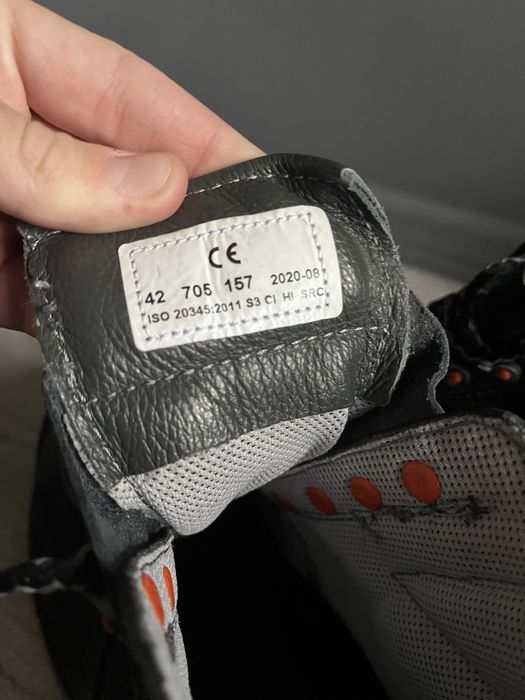 CE
42 705 157 2020-08
ISO 20345:2011 S3 CI HI SRC